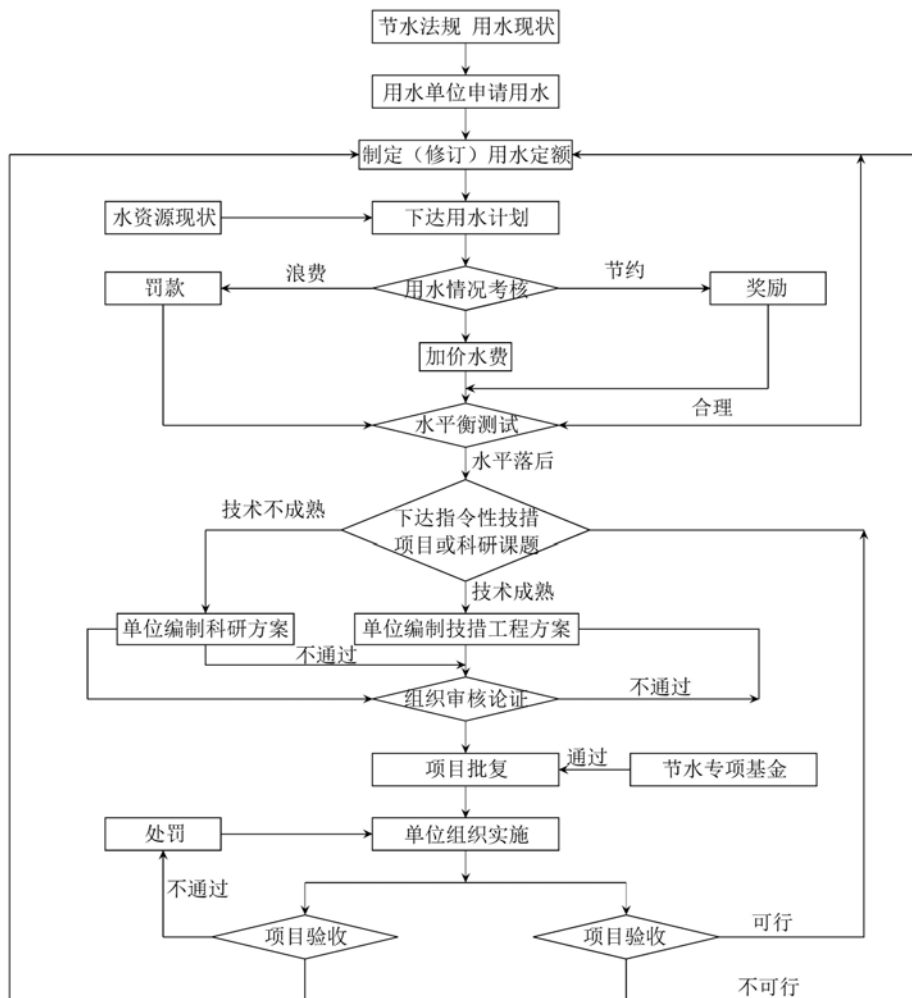 节水法规 用水现状
用水单位申请用水
制定（修订）用水定额
水资源现状
下达用水计划
浪费
节约
罚款
用水情况考核
奖励
加价水费
合理
水平衡测试
水平落后
技术不成熟
下达指令性技措
项目或科研课题
技术成熟
单位编制科研方案
单位编制技措工程方案
不通过
不通过
组织审核论证
项目批复
通过
节水专项基金
处罚
单位组织实施
不通过
项目验收
项目验收
可行
不可行